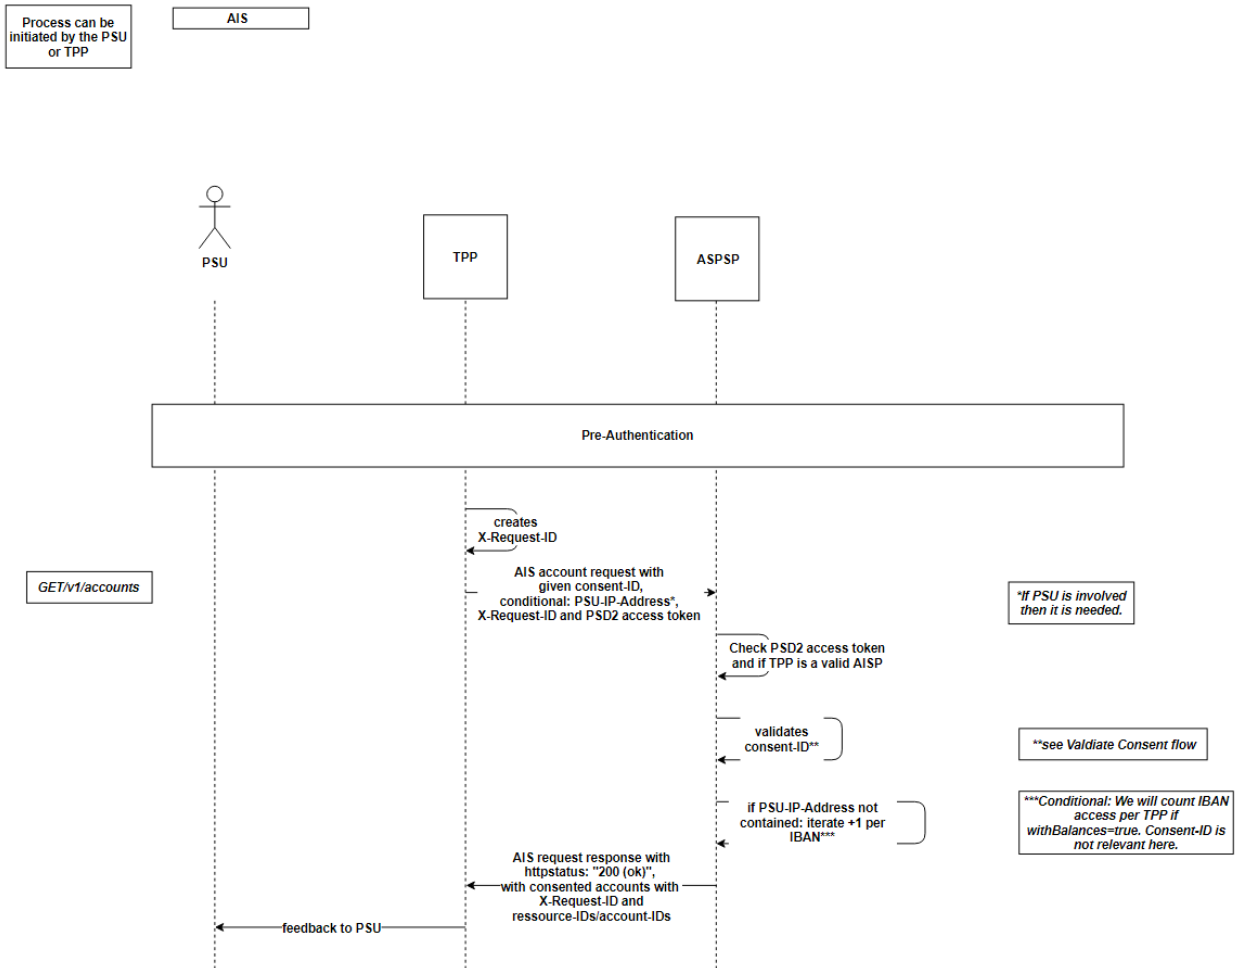 Process can be
initiated by the PSU
or TPP
AIS
PSU
TPP
ASPSP
Pre-Authentication
creates
X-Request-ID
GET/v1/accounts
AIS account request with
given consent-ID,
conditional: PSU-IP-Address*,
X-Request-ID and PSD2 access token
*If PSU is involved
then it is needed.
Check PSD2 access token
and if TPP is a valid AISP
validates
consent-ID**
**see Valdiate Consent flow
if PSU-IP-Address not
contained: iterate +1 per
IBAN***
***Conditional: We will count IBAN
access per TPP if
withBalances=true. Consent-ID is
not relevant here.
AIS request response with
httpstatus: "200 (ok)",
with consented accounts with
X-Request-ID and
ressource-IDs/account-IDs
feedback to PSU